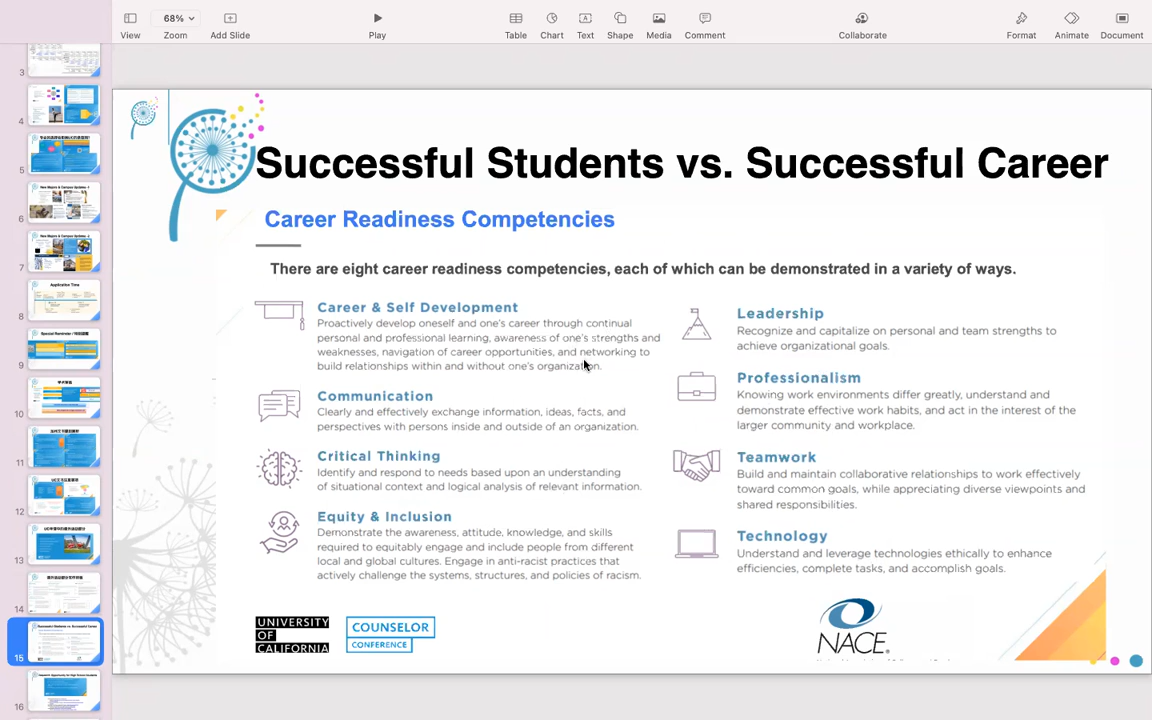 68%
View
Zoom
Add Slide
Play
Table
Chart
Text
Shape
Media
Comment
Collaborate
Format
Animate
Document
3
4
5
6
7
8
Application Time
9
10
11
12
13
14
15
16
Successful Students vs. Successful Career
Career Readiness Competencies
There are eight career readiness competencies, each of which can be demonstrated in a variety of ways.
Career & Self Development
Proactively develop oneself and one's career through continual
personal and professional learning, awareness of one's strengths and
weaknesses, navigation of career opportunities, and networking to
build relationships within and without one's organization.
Communication
Clearly and effectively exchange information, ideas, facts, and
perspectives with persons inside and outside of an organization.
Critical Thinking
Identify and respond to needs based upon an understanding
of situational context and logical analysis of relevant information.
Equity & Inclusion
Demonstrate the awareness, attitude, knowledge, and skills
required to equitably engage and include people from different
local and global cultures. Engage in anti-racist practices that
actively challenge the systems, structures, and policies of racism.
Leadership
Recognize and capitalize on personal and team strengths to
achieve organizational goals.
Professionalism
Knowing work environments differ greatly, understand and
demonstrate effective work habits, and act in the interest of the
larger community and workplace.
Teamwork
Build and maintain collaborative relationships to work effectively
toward common goals, while appreciating diverse viewpoints and
shared responsibilities.
Technology
Understand and leverage technologies ethically to enhance
efficiencies, complete tasks, and accomplish goals.
UNIVERSITY
OF
CALIFORNIA
COUNSELOR
CONFERENCE
NACE